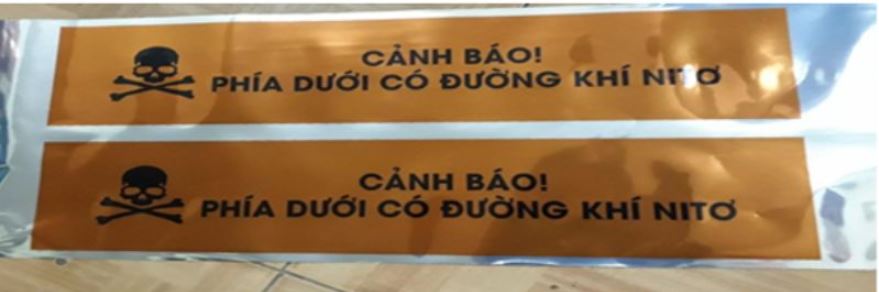 CẢNH BÁO!
PHÍA DƯỚI CÓ ĐƯỜNG KHÍ NITƠ
CẢNH BÁO!
PHÍA DƯỚI CÓ ĐƯỜNG KHÍ NITƠ